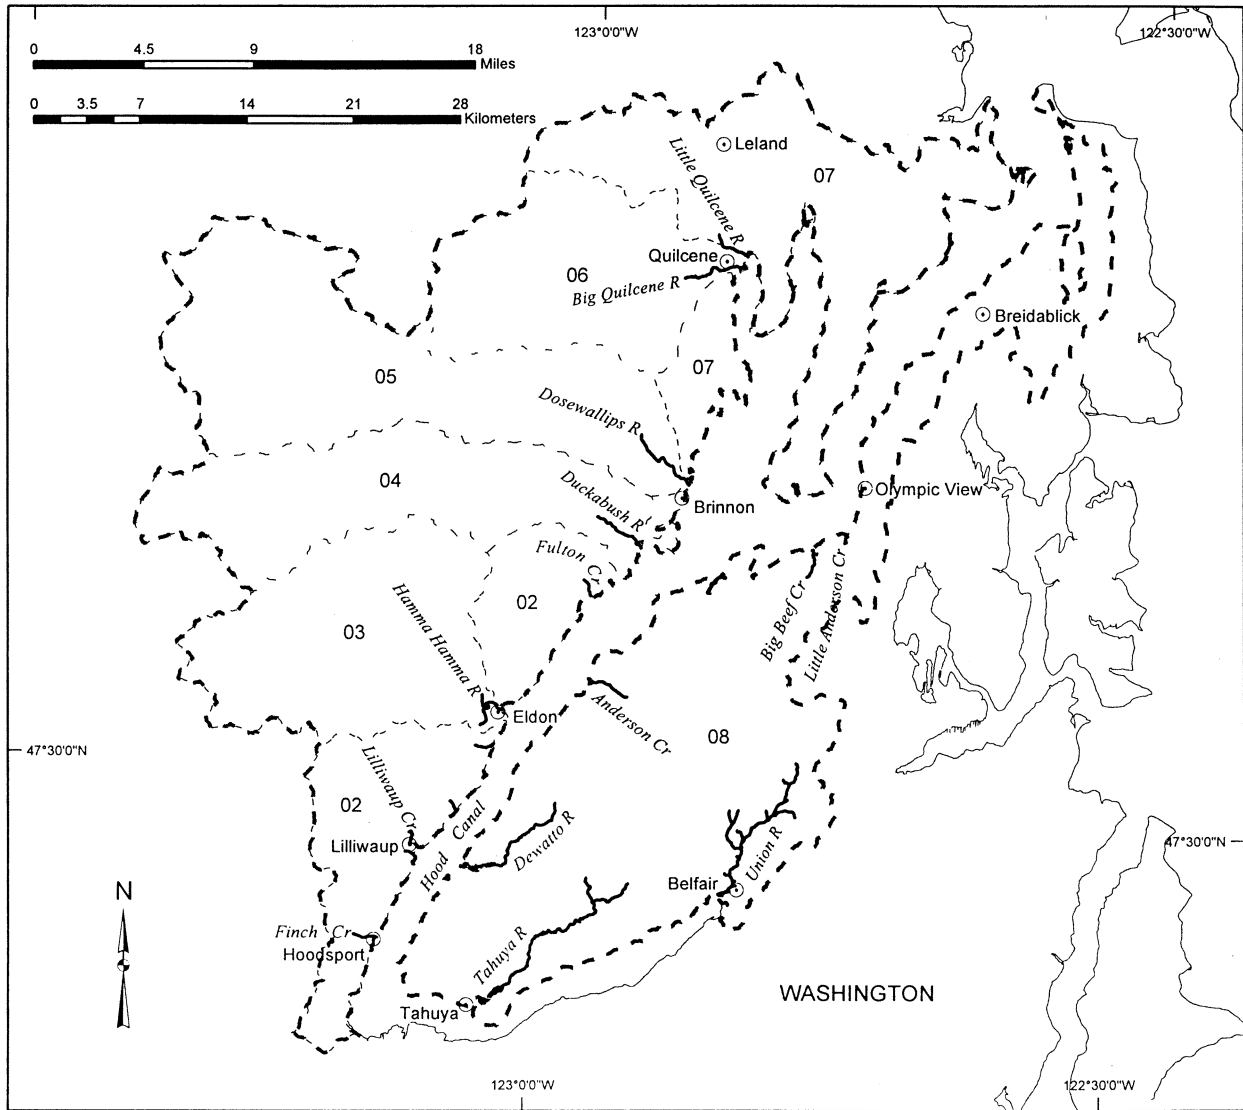 123°0'0"W
122°30'0"W
0 4.5 9 18
Miles
0 3.5 7 14 21 28
Kilometers
Leland
07
Little Quilcene R
Quilcene
06
Big Quilcene R
Breidablick
07
05
Dosewallips R
04
Olympic View
Duckabush R
Brinnon
Fulton Cr
02
Big Beef Cr
Little Anderson Cr
03
Hamma Hamma R
Eldon
Anderson Cr
08
47°30'0"N
Lilliwaup Cr
02
Hood Canal
Dewatto R
Lilliwaup
Union R
47°30'0"N
Belfair
N
Finch Cr
Hoodsport
Tahuya R
Tahuya
WASHINGTON
123°0'0"W
122°30'0"W